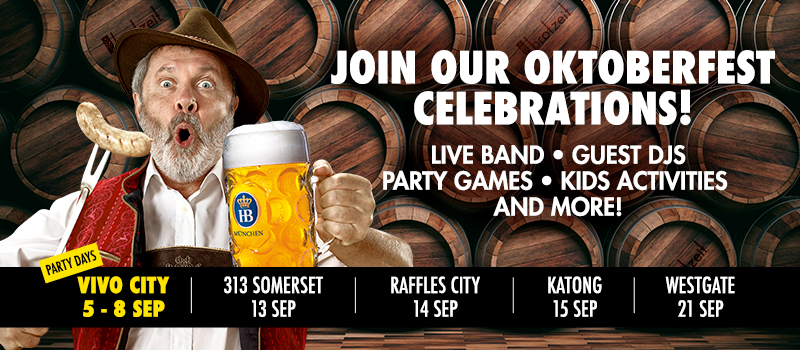 JOIN OUR OKTOBERFEST
CELEBRATIONS!
LIVE BAND • GUEST DJS
PARTY GAMES • KIDS ACTIVITIES
AND MORE!
HB
MÜNCHEN
PARTY DAYS
VIVO CITY
5 - 8 SEP
313 SOMERSET
13 SEP
RAFFLES CITY
14 SEP
KATONG
15 SEP
WESTGATE
21 SEP